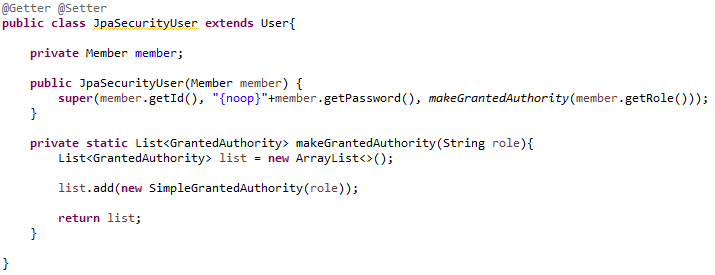 @Getter @Setter
public class JpaSecurityUser extends User{
private Member member;
public JpaSecurityUser(Member member) {
super(member.getId(), "{noop}"+member.getPassword(), makeGrantedAuthority(member.getRole()));
}
private static List<GrantedAuthority> makeGrantedAuthority(String role){
List<GrantedAuthority> list = new ArrayList<>();
list.add(new SimpleGrantedAuthority(role));
return list;
}
}